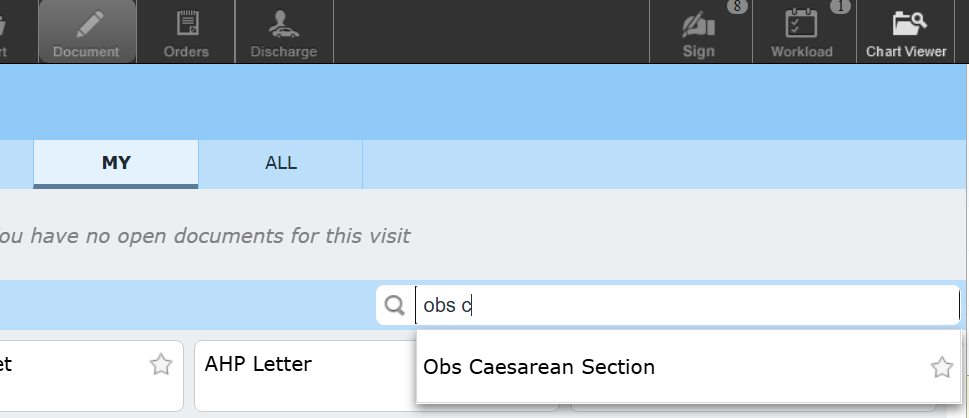 8
1
rt
Document
Orders
Discharge
Sign
Workload
Chart Viewer
MY
ALL
ou have no open documents for this visit
obs c
et
AHP Letter
Obs Caesarean Section